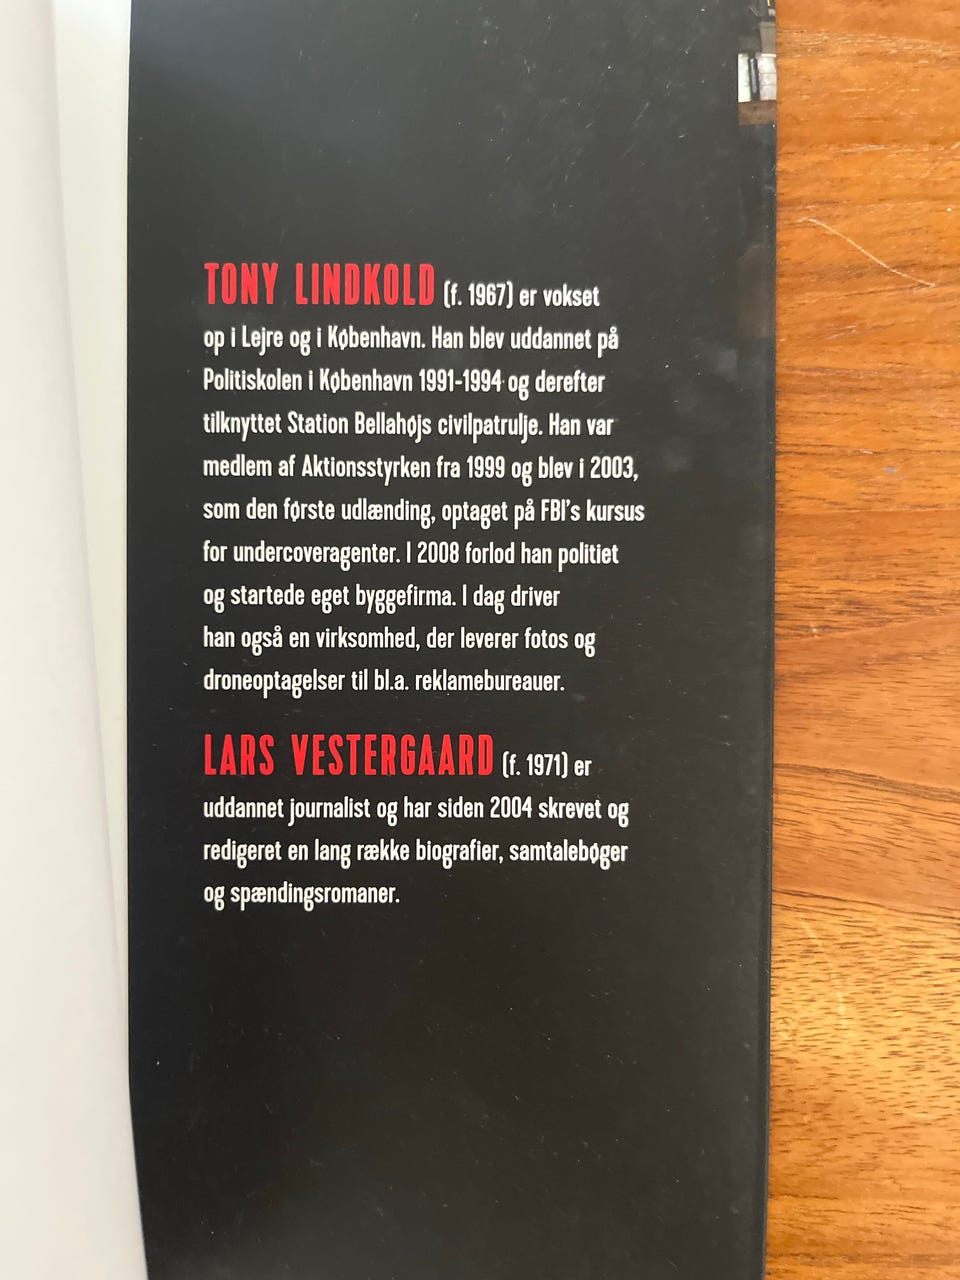 TONY LINDKOLD (f. 1967) er vokset
op i Lejre og i København. Han blev uddannet på
Politiskolen i København 1991-1994 og derefter
tilknyttet Station Bellahøjs civilpatrulje. Han var
medlem af Aktionsstyrken fra 1999 og blev i 2003,
som den første udlænding, optaget på FBI's kursus
for undercoveragenter. I 2008 forlod han politiet
og startede eget byggefirma. I dag driver
han også en virksomhed, der leverer fotos og
droneoptagelser til bl.a. reklamebureauer.
LARS VESTERGAARD (f. 1971) er
uddannet journalist og har siden 2004 skrevet og
redigeret en lang række biografier, samtalebøger
og spændingsromaner.